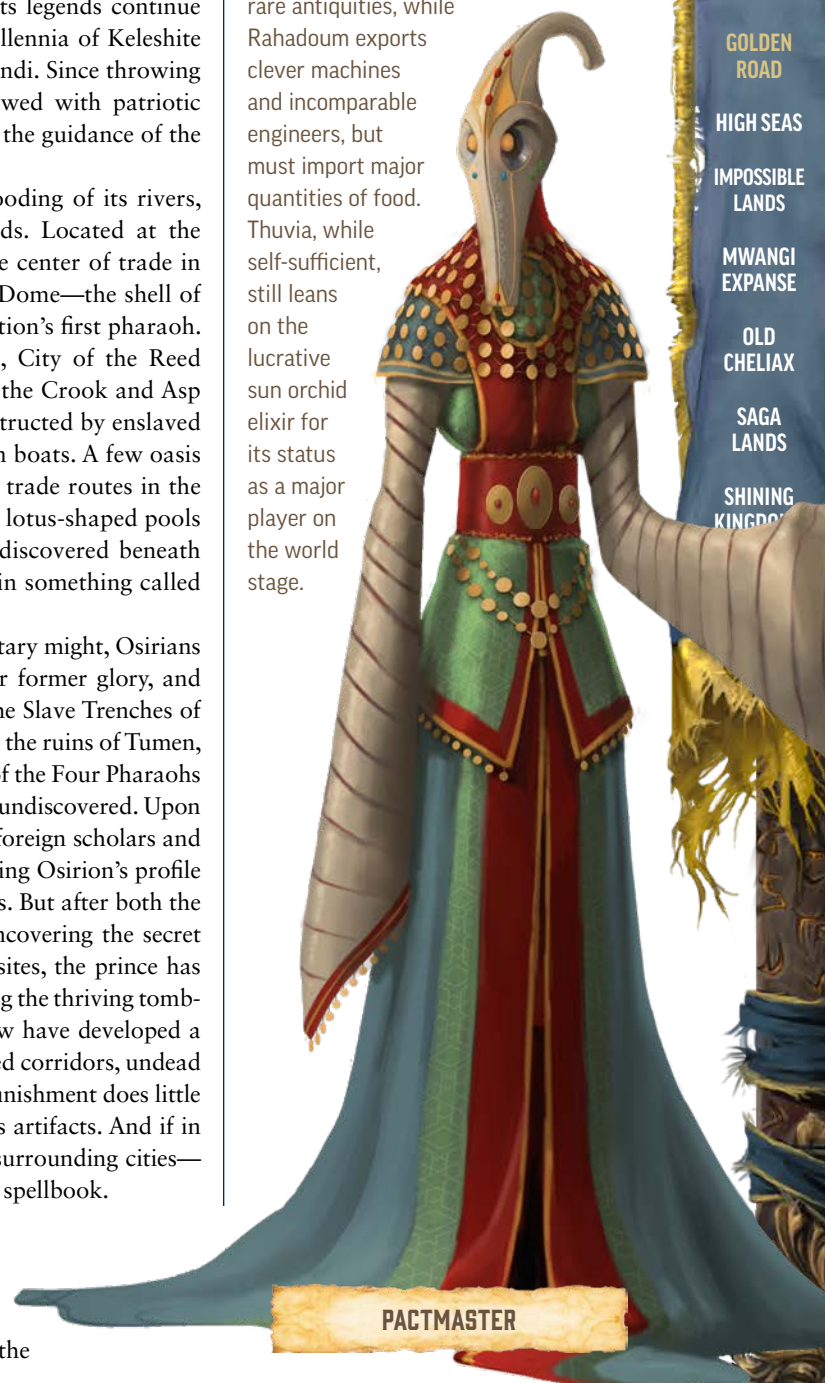 ts legends continue
llennia of Keleshite
ndi. Since throwing
wed with patriotic
the guidance of the
ooding of its rivers,
ds. Located at the
e center of trade in
Dome—the shell of
tion's first pharaoh.
, City of the Reed
the Crook and Asp
tructed by enslaved
n boats. A few oasis
trade routes in the
lotus-shaped pools
discovered beneath
in something called
tary might, Osirians
r former glory, and
ne Slave Trenches of
the ruins of Tumen,
of the Four Pharaohs
undiscovered. Upon
foreign scholars and
ing Osirion's profile
s. But after both the
ncovering the secret
sites, the prince has
g the thriving tomb-
w have developed a
ed corridors, undead
unishment does little
s artifacts. And if in
surrounding cities—
spellbook.
the
rare antiquities, while
Rahadoum exports
clever machines
and incomparable
engineers, but
must import major
quantities of food.
Thuvia, while
self-sufficient,
still leans
on the
lucrative
sun orchid
elixir for
its status
as a major
player on
the world
stage.
GOLDEN
ROAD
HIGH SEAS
IMPOSSIBLE
LANDS
MWANGI
EXPANSE
OLD
CHELIAX
SAGA
LANDS
SHINING
KINGDO
PACTMASTER